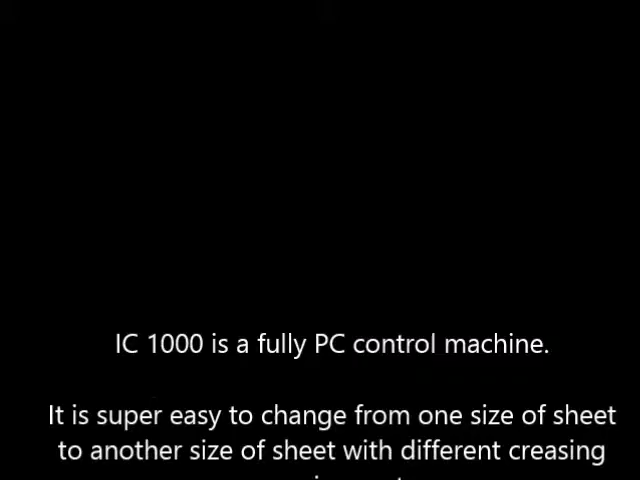 IC 1000 is a fully PC control machine.
It is super easy to change from one size of sheet
to another size of sheet with different creasing